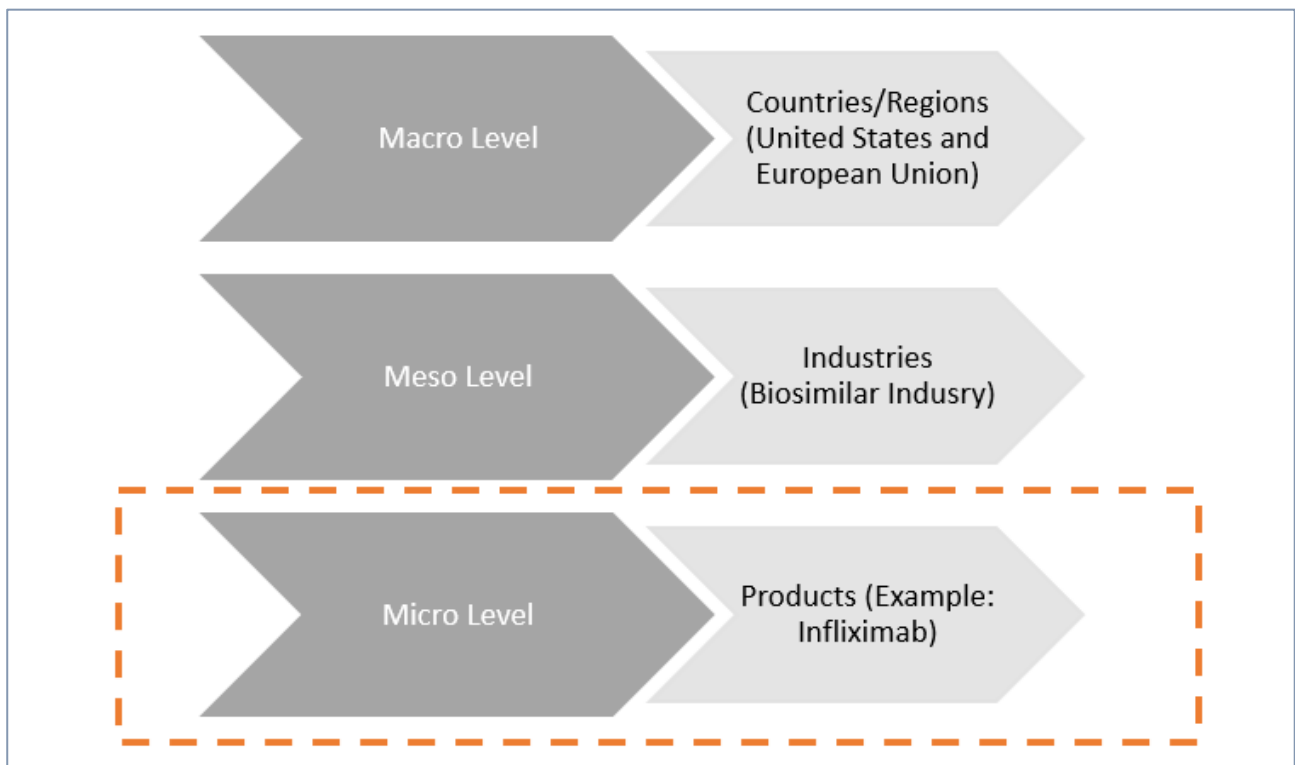 Macro Level
Countries/Regions
(United States and
European Union)
Meso Level
Industries
(Biosimilar Indusry)
Micro Level
Products (Example:
Infliximab)